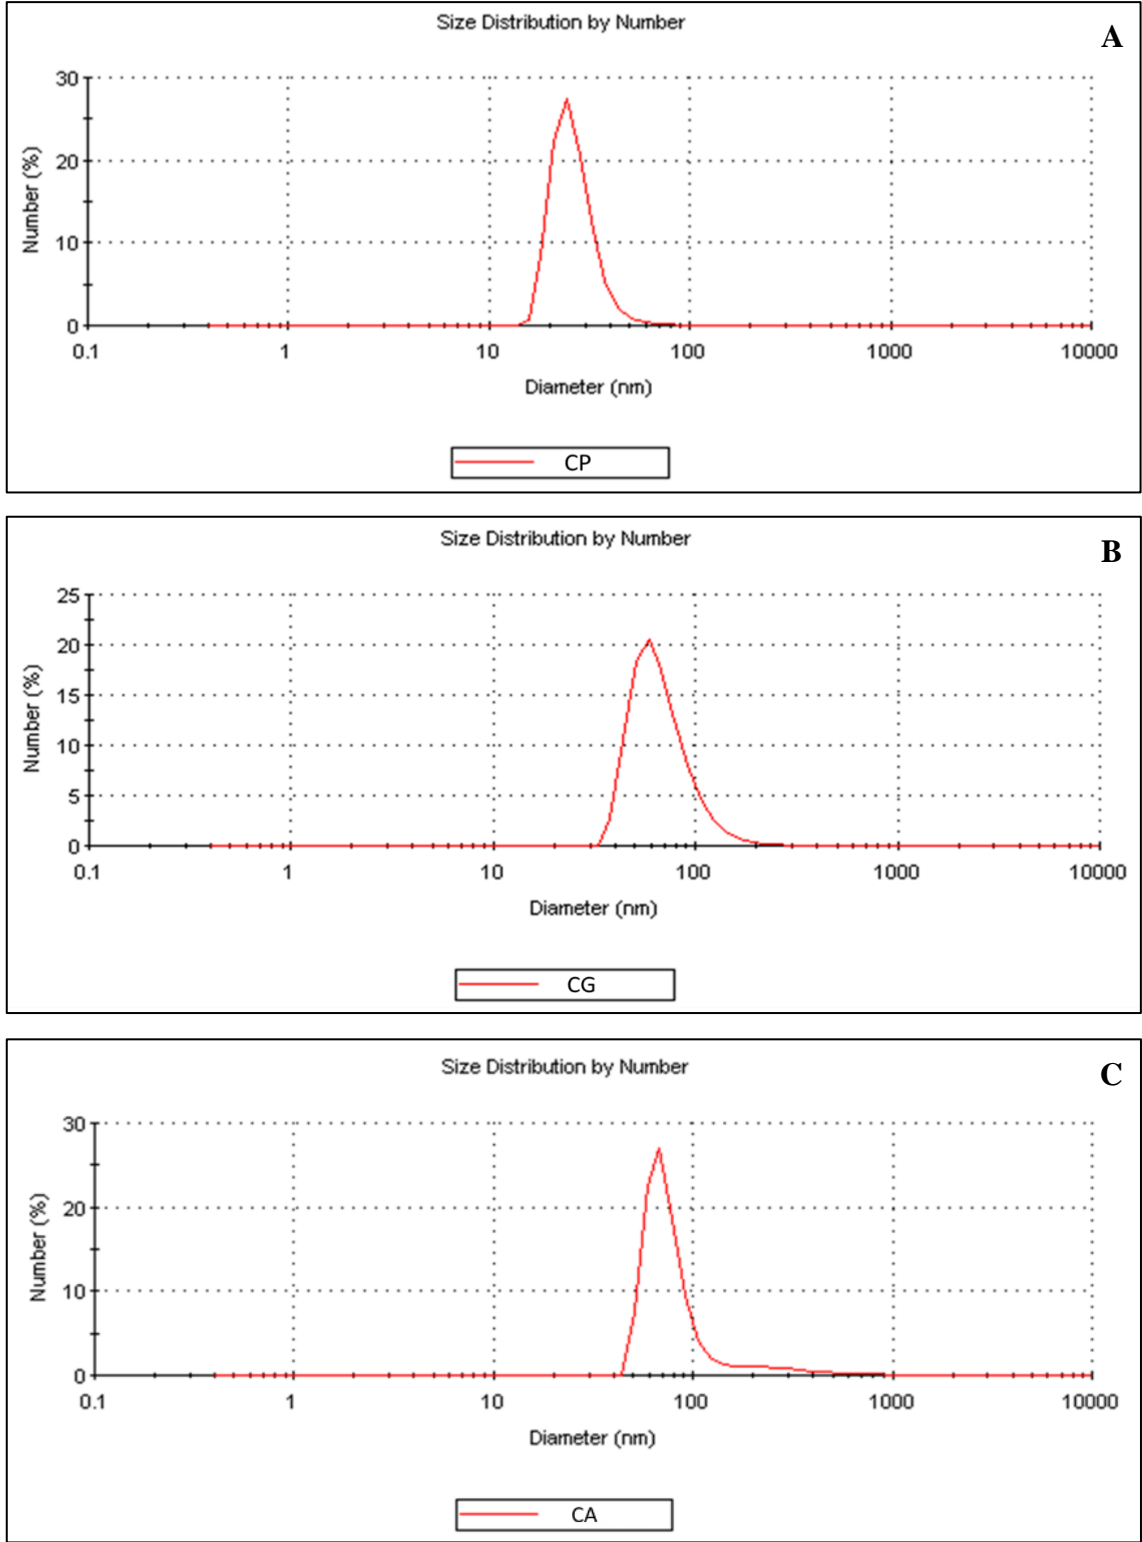 Size Distribution by Number
A
30
20
10
0
Number (%)
0.1 1 10 100 1000 10000
Diameter (nm)
CP
Size Distribution by Number
B
25
20
15
10
5
0
Number (%)
0.1 1 10 100 1000 10000
Diameter (nm)
CG
Size Distribution by Number
C
30
20
10
0
Number (%)
0.1 1 10 100 1000 10000
Diameter (nm)
CA